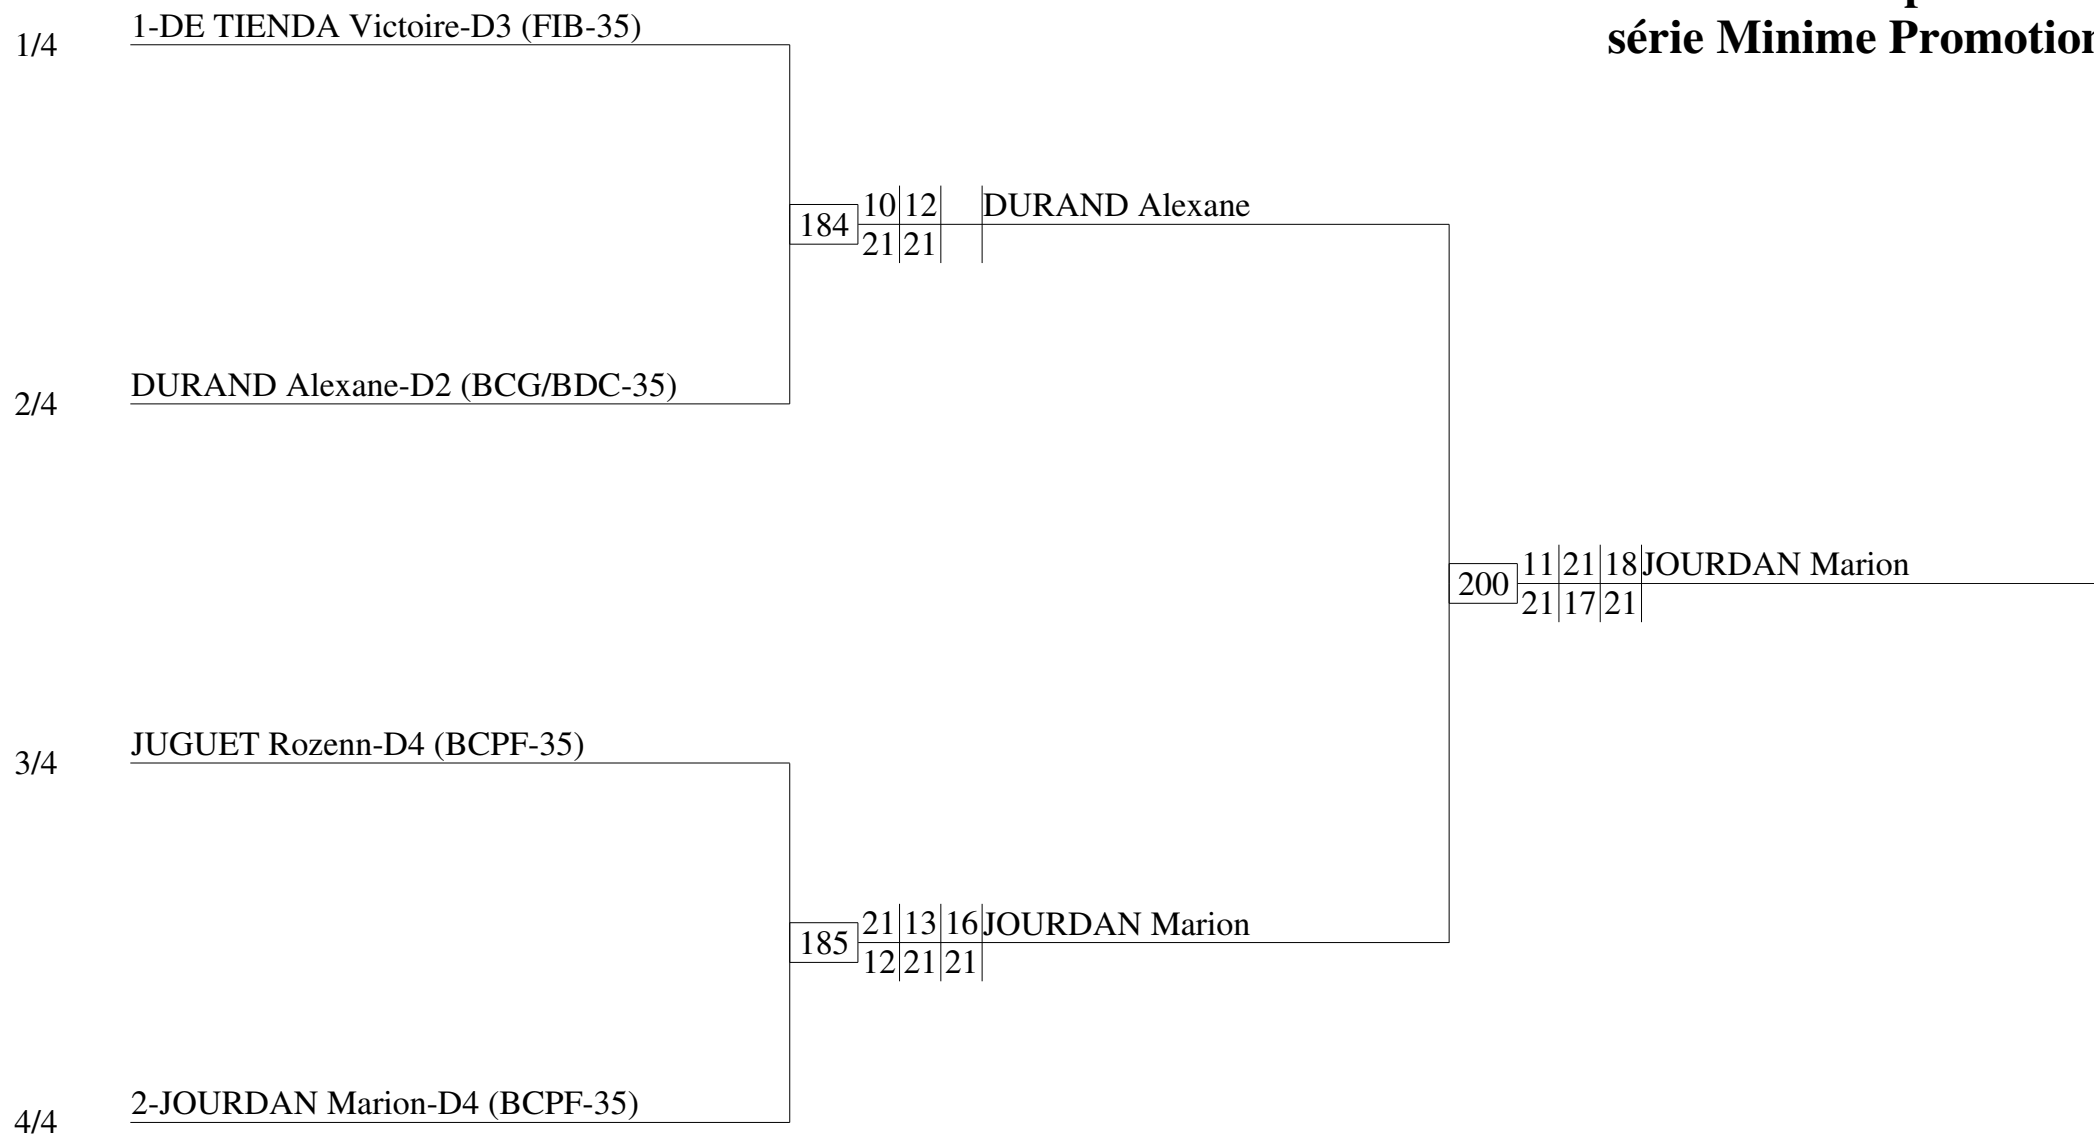 série Minime Promotion
1/4 1-DE TIENDA Victoire-D3 (FIB-35)
184 10 12 DURAND Alexane
21 21
2/4 DURAND Alexane-D2 (BCG/BDC-35)
200 11 21 18 JOURDAN Marion
21 17 21
3/4 JUGUET Rozenn-D4 (BCPF-35)
185 21 13 16 JOURDAN Marion
12 21 21
4/4 2-JOURDAN Marion-D4 (BCPF-35)